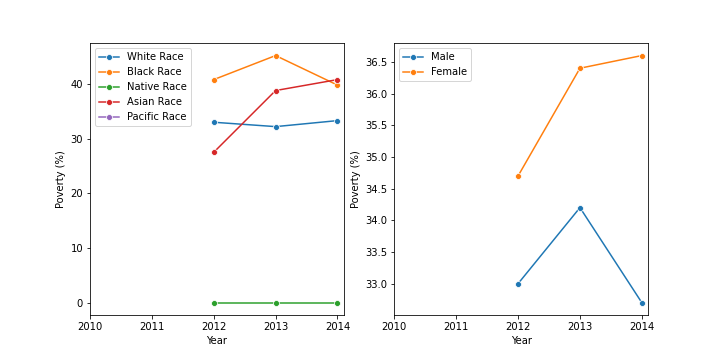 White Race
Black Race
Native Race
Asian Race
Pacific Race
40
30
20
10
0
Poverty (%)
2010 2011 2012 2013 2014
Year
Male
Female
36.5
36.0
35.5
35.0
34.5
34.0
33.5
33.0
Poverty (%)
2010 2011 2012 2013 2014
Year